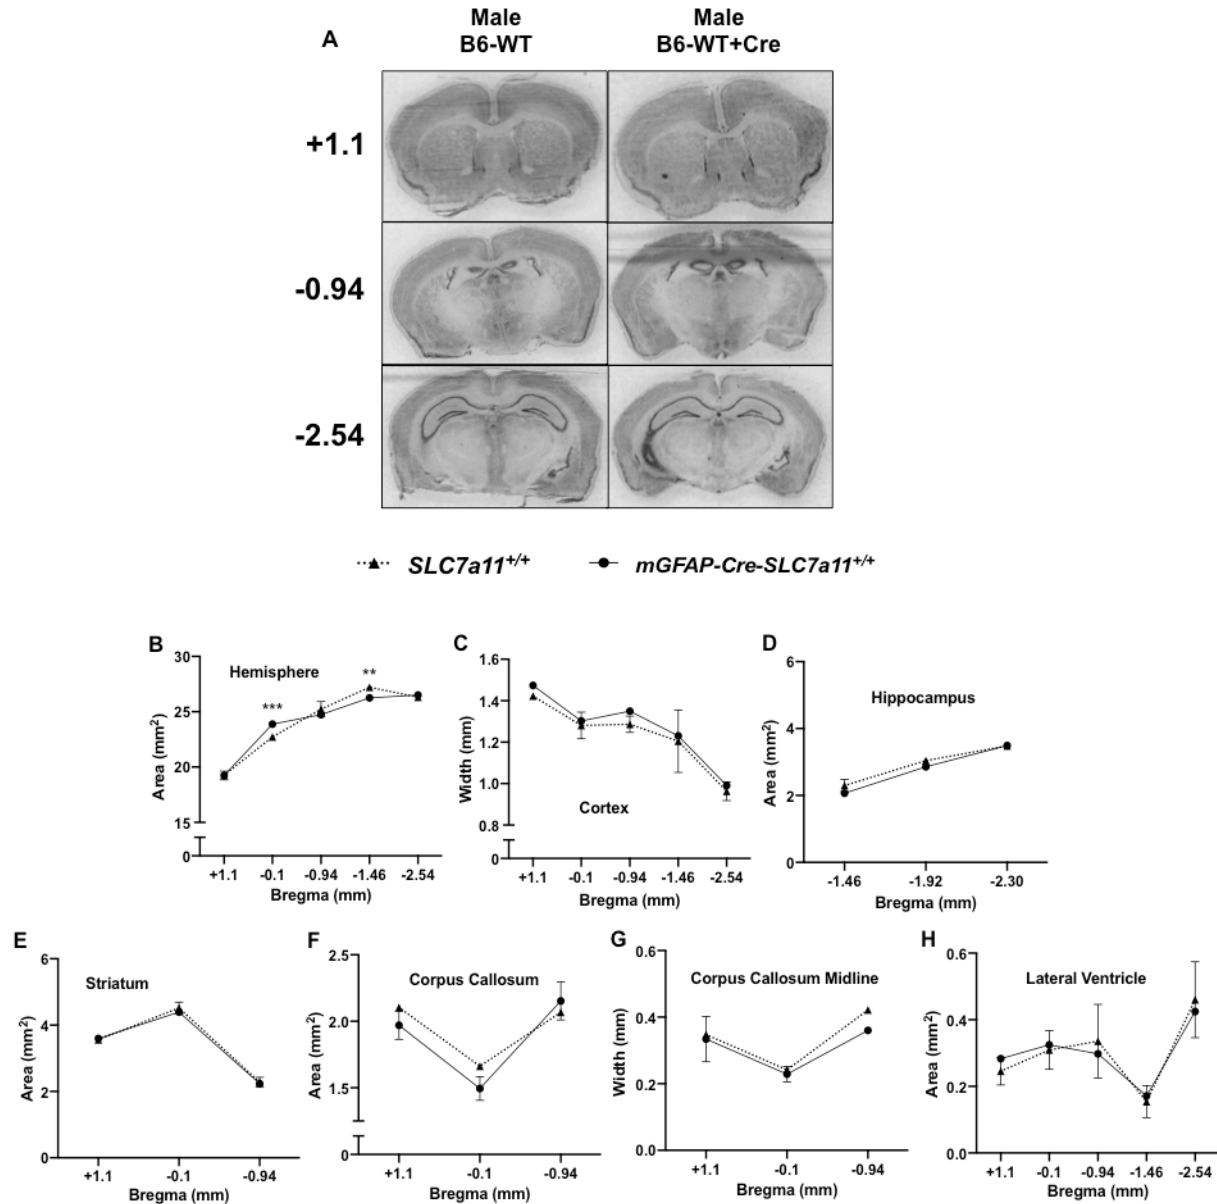 A
Male
B6-WT
Male
B6-WT+Cre
+1.1
-0.94
-2.54
SLC7a11+/+
mGFAP-Cre-SLC7a11+/+
B
Hemisphere
***
**
Area (mm²)
30
25
20
15
0
+1.1 -0.1 -0.94 -1.46 -2.54
Bregma (mm)
C
Cortex
Width (mm)
1.6
1.4
1.2
1.0
0.8
0
+1.1 -0.1 -0.94 -1.46 -2.54
Bregma (mm)
D
Hippocampus
Area (mm²)
6
4
2
0
-1.46 -1.92 -2.30
Bregma (mm)
E
Striatum
Area (mm²)
6
4
2
0
+1.1 -0.1 -0.94
Bregma (mm)
F
Corpus Callosum
Area (mm²)
2.5
2.0
1.5
0
+1.1 -0.1 -0.94
Bregma (mm)
G
Corpus Callosum Midline
Width (mm)
0.6
0.4
0.2
0.0
+1.1 -0.1 -0.94
Bregma (mm)
H
Lateral Ventricle
Area (mm²)
0.6
0.4
0.2
0.0
+1.1 -0.1 -0.94 -1.46 -2.54
Bregma (mm)